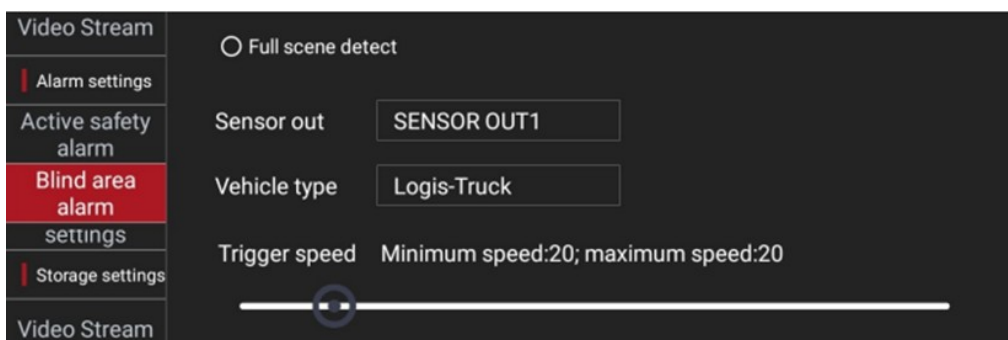 Video Stream
Alarm settings
Active safety
alarm
Blind area
alarm
settings
Storage settings
Video Stream
Full scene detect
Sensor out SENSOR OUT1
Vehicle type Logis-Truck
Trigger speed Minimum speed:20; maximum speed:20